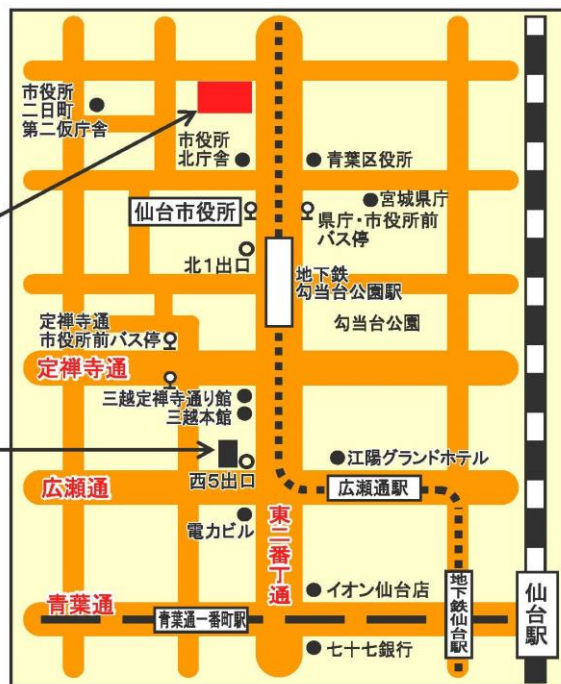 市役所
二日町
第二仮庁舎
市役所
北庁舎
青葉区役所
仙台市役所
宮城県庁
県庁・市役所前
バス停
北1出口
地下鉄
勾当台公園駅
定禅寺通
市役所前バス停
勾当台公園
定禅寺通
三越定禅寺通り館
三越本館
江陽グランドホテル
西5出口
広瀬通
広瀬通駅
電力ビル
東二番丁通
イオン仙台店
地下鉄仙台駅
仙台駅
青葉通
青葉通一番町駅
七十七銀行